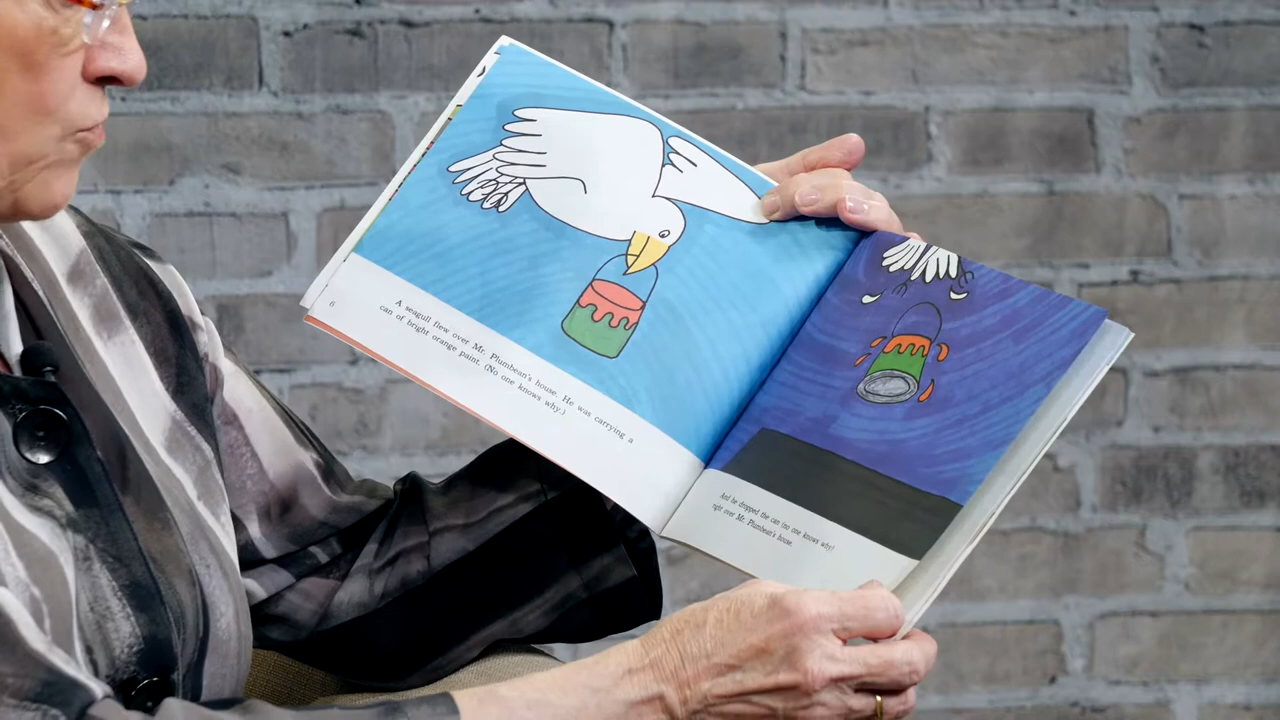 A seagull flew over Mr. Plumbean's house. He was carrying a
can of bright orange paint. (No one knows why.)
6
And he dropped the can (no one knows why)
right over Mr. Plumbean's house.